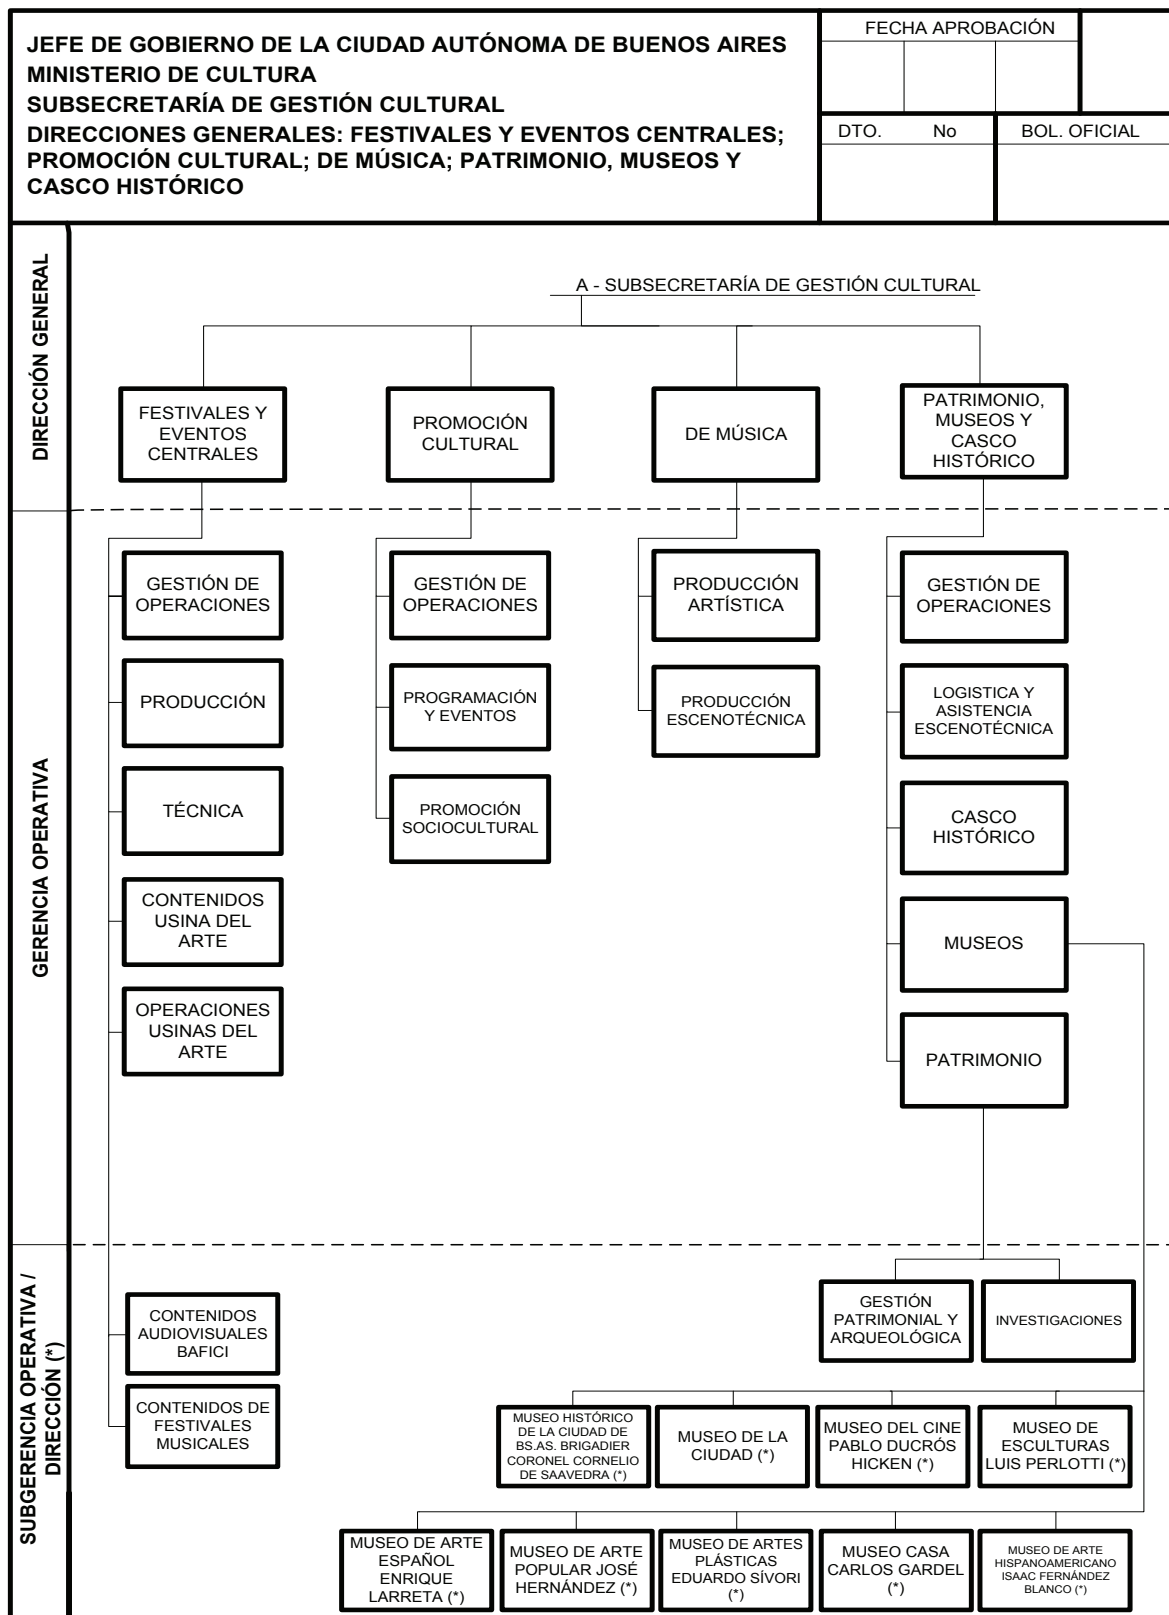 JEFE DE GOBIERNO DE LA CIUDAD AUTÓNOMA DE BUENOS AIRES
MINISTERIO DE CULTURA
SUBSECRETARÍA DE GESTIÓN CULTURAL
DIRECCIONES GENERALES: FESTIVALES Y EVENTOS CENTRALES;
PROMOCIÓN CULTURAL; DE MÚSICA; PATRIMONIO, MUSEOS Y
CASCO HISTÓRICO
FECHA APROBACIÓN
DTO. No
BOL. OFICIAL
DIRECCIÓN GENERAL
A - SUBSECRETARÍA DE GESTIÓN CULTURAL
FESTIVALES Y
EVENTOS
CENTRALES
PROMOCIÓN
CULTURAL
DE MÚSICA
PATRIMONIO,
MUSEOS Y
CASCO
HISTÓRICO
GERENCIA OPERATIVA
GESTIÓN DE
OPERACIONES
PRODUCCIÓN
TÉCNICA
CONTENIDOS
USINA DEL
ARTE
OPERACIONES
USINAS DEL
ARTE
GESTIÓN DE
OPERACIONES
PROGRAMACIÓN
Y EVENTOS
PROMOCIÓN
SOCIOCULTURAL
PRODUCCIÓN
ARTÍSTICA
PRODUCCIÓN
ESCENOTÉCNICA
GESTIÓN DE
OPERACIONES
LOGISTICA Y
ASISTENCIA
ESCENOTÉCNICA
CASCO
HISTÓRICO
MUSEOS
PATRIMONIO
SUBGERENCIA OPERATIVA /
DIRECCIÓN (*)
CONTENIDOS
AUDIOVISUALES
BAFICI
CONTENIDOS DE
FESTIVALES
MUSICALES
GESTIÓN
PATRIMONIAL Y
ARQUEOLÓGICA
INVESTIGACIONES
MUSEO HISTÓRICO
DE LA CIUDAD DE
BS.AS. BRIGADIER
CORONEL CORNELIO
DE SAAVEDRA (*)
MUSEO DE LA
CIUDAD (*)
MUSEO DEL CINE
PABLO DUCRÓS
HICKEN (*)
MUSEO DE
ESCULTURAS
LUIS PERLOTTI (*)
MUSEO DE ARTE
ESPAÑOL
ENRIQUE
LARRETA (*)
MUSEO DE ARTE
POPULAR JOSÉ
HERNÁNDEZ (*)
MUSEO DE ARTES
PLÁSTICAS
EDUARDO SÍVORI
(*)
MUSEO CASA
CARLOS GARDEL
(*)
MUSEO DE ARTE
HISPANOAMERICANO
ISAAC FERNÁNDEZ
BLANCO (*)